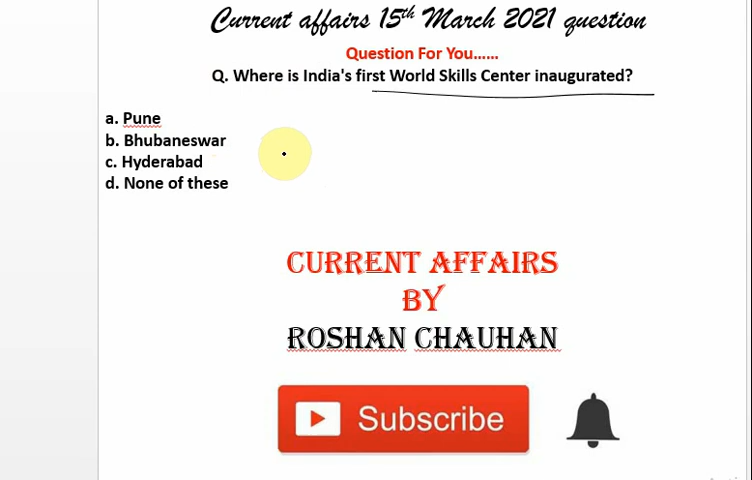 Current affairs 15th March 2021 question
Question For You......
Q. Where is India's first World Skills Center inaugurated?
a. Pune
b. Bhubaneswar
c. Hyderabad
d. None of these
CURRENT AFFAIRS
BY
ROSHAN CHAUHAN
Subscribe